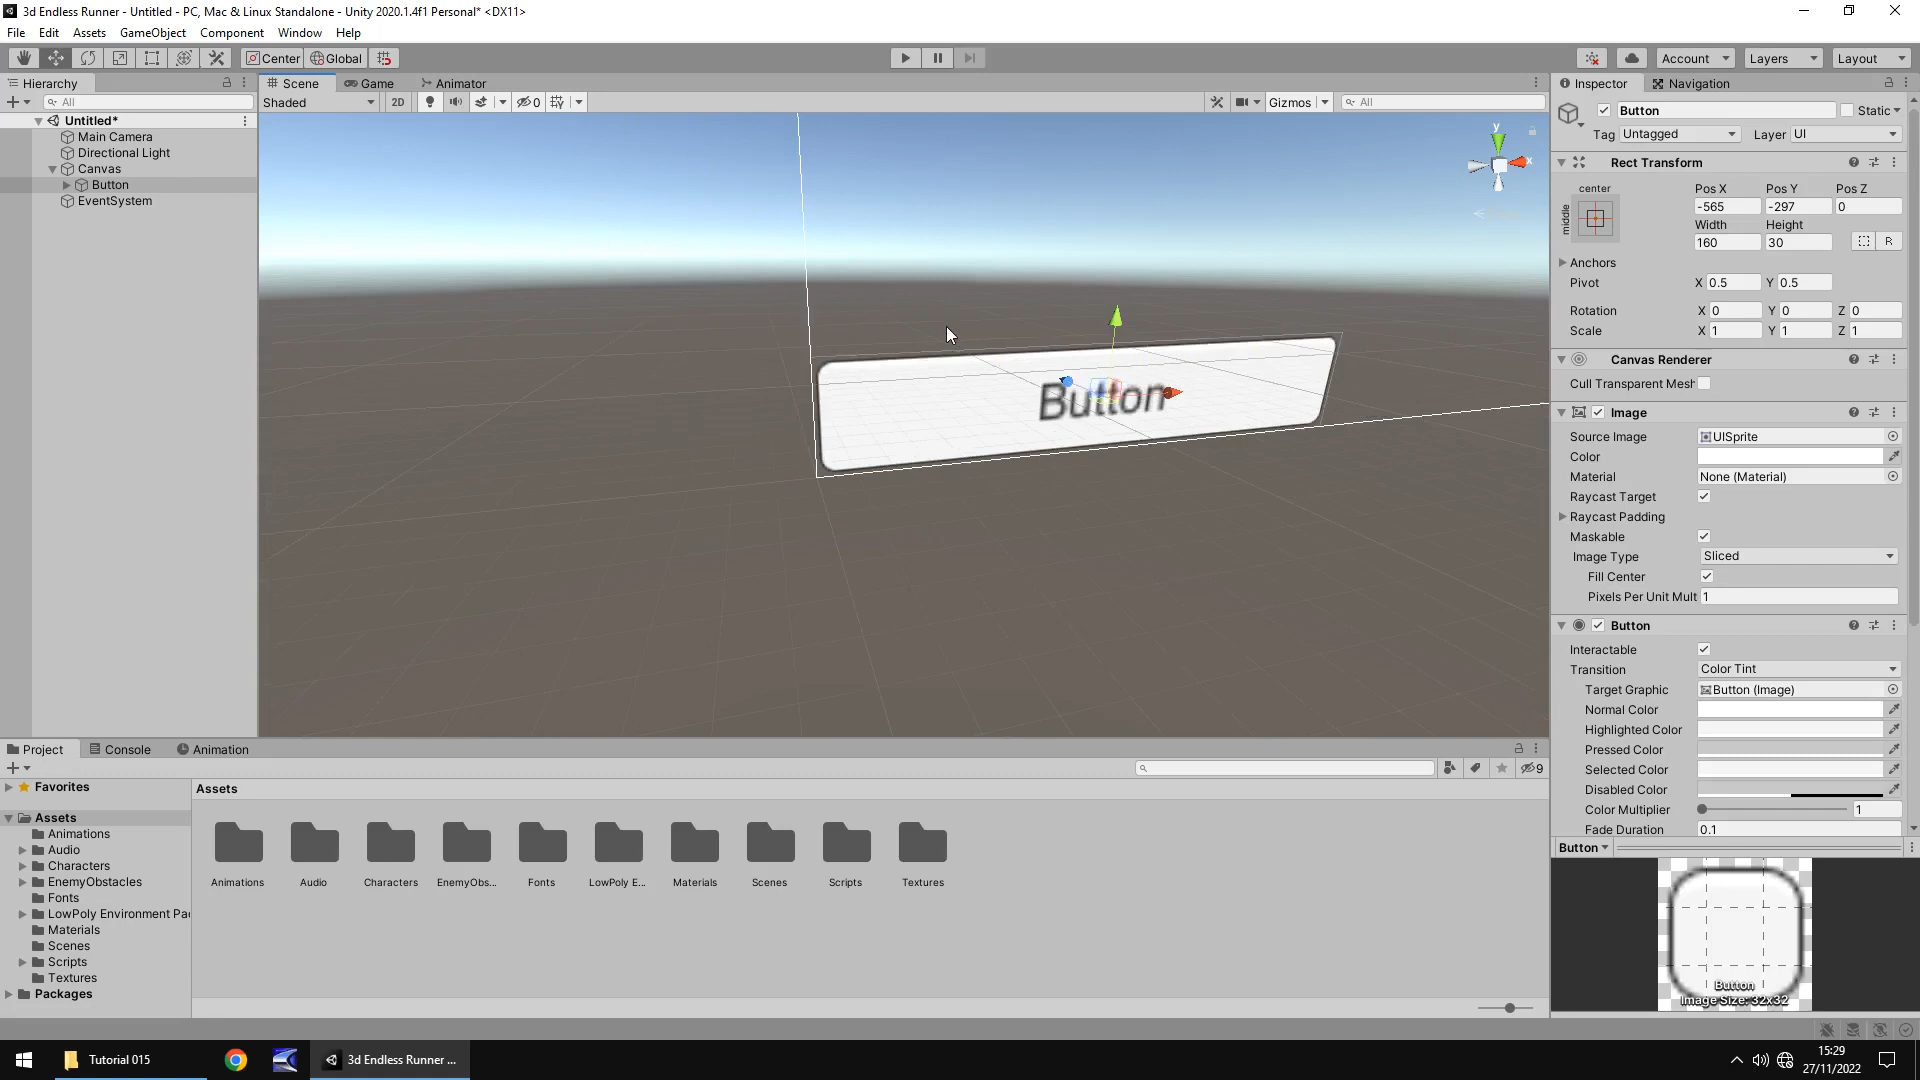 3d Endless Runner - Untitled - PC, Mac & Linux Standalone - Unity 2020.1.4f1 Personal* <DX11>
File Edit Assets GameObject Component Window Help
Center Global Account Layers Layout
Hierarchy
All
Untitled*
Main Camera
Directional Light
Canvas
Button
EventSystem
Scene Game Animator
Shaded 2D 0 Gizmos All
y
x
Button
Inspector Navigation
Button Static
Tag Untagged Layer UI
Rect Transform
center
middle
Pos X Pos Y Pos Z
-565 -297 0
Width Height
160 30 R
Anchors
Pivot X 0.5 Y 0.5
Rotation X 0 Y 0 Z 0
Scale X 1 Y 1 Z 1
Canvas Renderer
Cull Transparent Mesh
Image
Source Image UISprite
Color
Material None (Material)
Raycast Target
Raycast Padding
Maskable
Image Type Sliced
Fill Center
Pixels Per Unit Mult 1
Button
Interactable
Transition Color Tint
Target Graphic Button (Image)
Normal Color
Highlighted Color
Pressed Color
Selected Color
Disabled Color
Color Multiplier 1
Fade Duration 0.1
Button
Button
Image Size: 32x32
Project Console Animation
9
Favorites
Assets
Animations
Audio
Characters
EnemyObstacles
Fonts
LowPoly Environment Pac
Materials
Scenes
Scripts
Textures
Packages
Assets
Animations Audio Characters EnemyObs... Fonts LowPoly E... Materials Scenes Scripts Textures
Tutorial 015
3d Endless Runner ...
15:29
27/11/2022